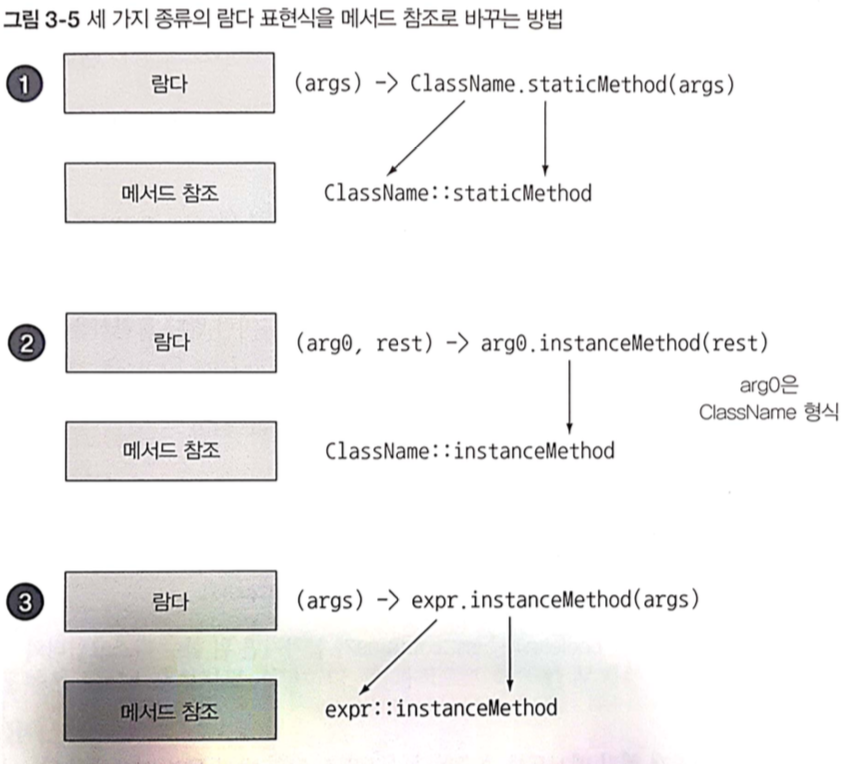 그림 3-5 세 가지 종류의 람다 표현식을 메서드 참조로 바꾸는 방법
1 람다 (args) -> ClassName.staticMethod(args)
메서드 참조 ClassName::staticMethod
2 람다 (arg0, rest) -> arg0.instanceMethod(rest)
arg0은
ClassName 형식
메서드 참조 ClassName::instanceMethod
3 람다 (args) -> expr.instanceMethod(args)
메서드 참조 expr::instanceMethod